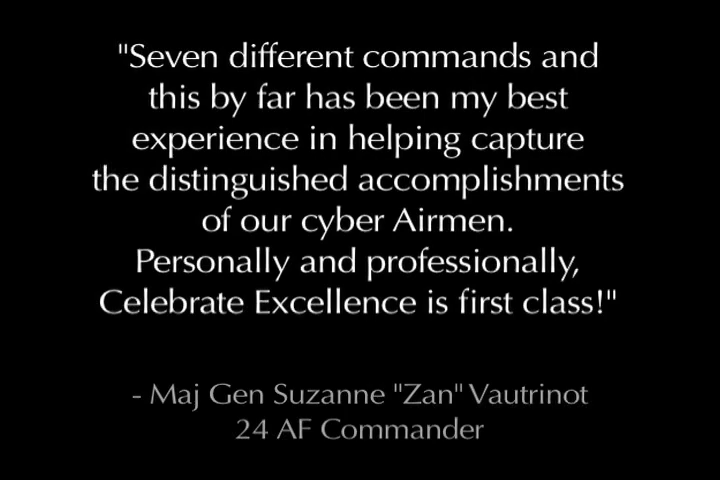 "Seven different commands and
this by far has been my best
experience in helping capture
the distinguished accomplishments
of our cyber Airmen.
Personally and professionally,
Celebrate Excellence is first class!"
- Maj Gen Suzanne "Zan" Vautrinot
24 AF Commander